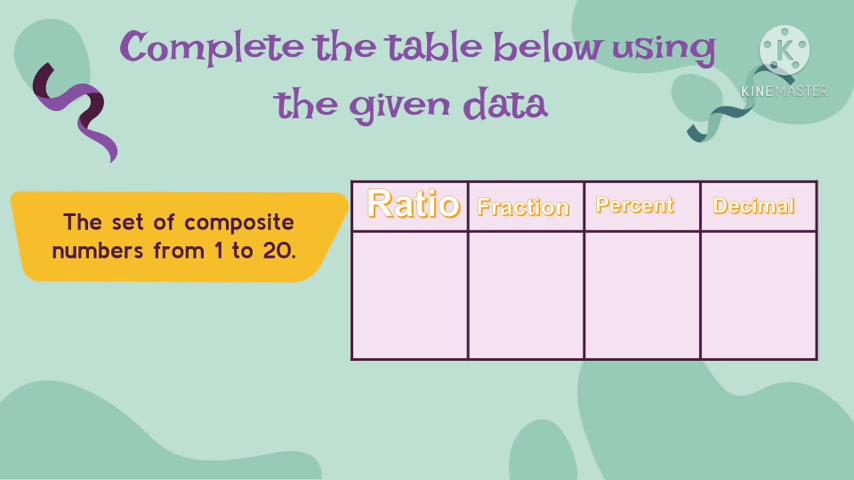 Complete the table below using
the given data
KINEMASTER
The set of composite
numbers from 1 to 20.
Ratio Fraction Percent Decimal